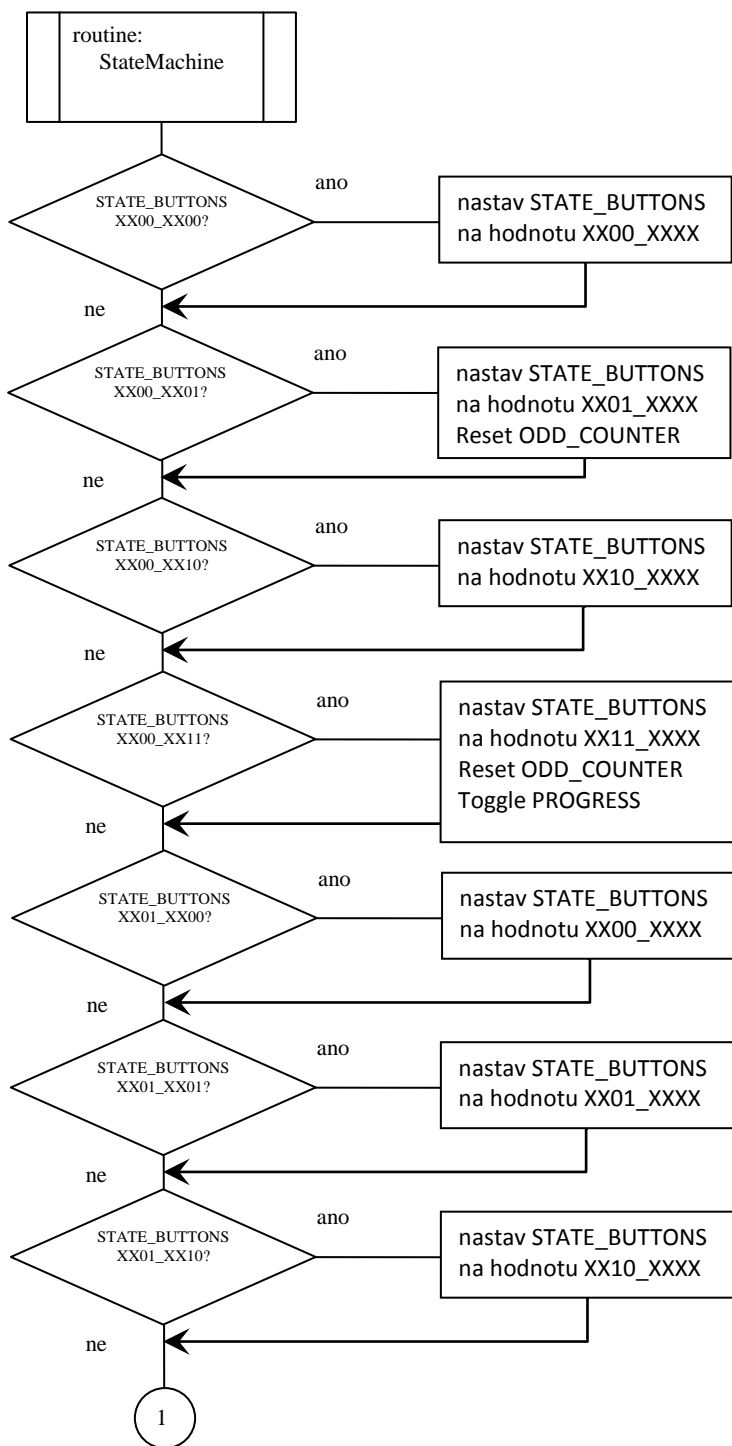 routine:
StateMachine
STATE_BUTTONS
XX00_XX00?
ano
nastav STATE_BUTTONS
na hodnotu XX00_XXXX
ne
STATE_BUTTONS
XX00_XX01?
ano
nastav STATE_BUTTONS
na hodnotu XX01_XXXX
Reset ODD_COUNTER
ne
STATE_BUTTONS
XX00_XX10?
ano
nastav STATE_BUTTONS
na hodnotu XX10_XXXX
ne
STATE_BUTTONS
XX00_XX11?
ano
nastav STATE_BUTTONS
na hodnotu XX11_XXXX
Reset ODD_COUNTER
Toggle PROGRESS
ne
STATE_BUTTONS
XX01_XX00?
ano
nastav STATE_BUTTONS
na hodnotu XX00_XXXX
ne
STATE_BUTTONS
XX01_XX01?
ano
nastav STATE_BUTTONS
na hodnotu XX01_XXXX
ne
STATE_BUTTONS
XX01_XX10?
ano
nastav STATE_BUTTONS
na hodnotu XX10_XXXX
ne
1